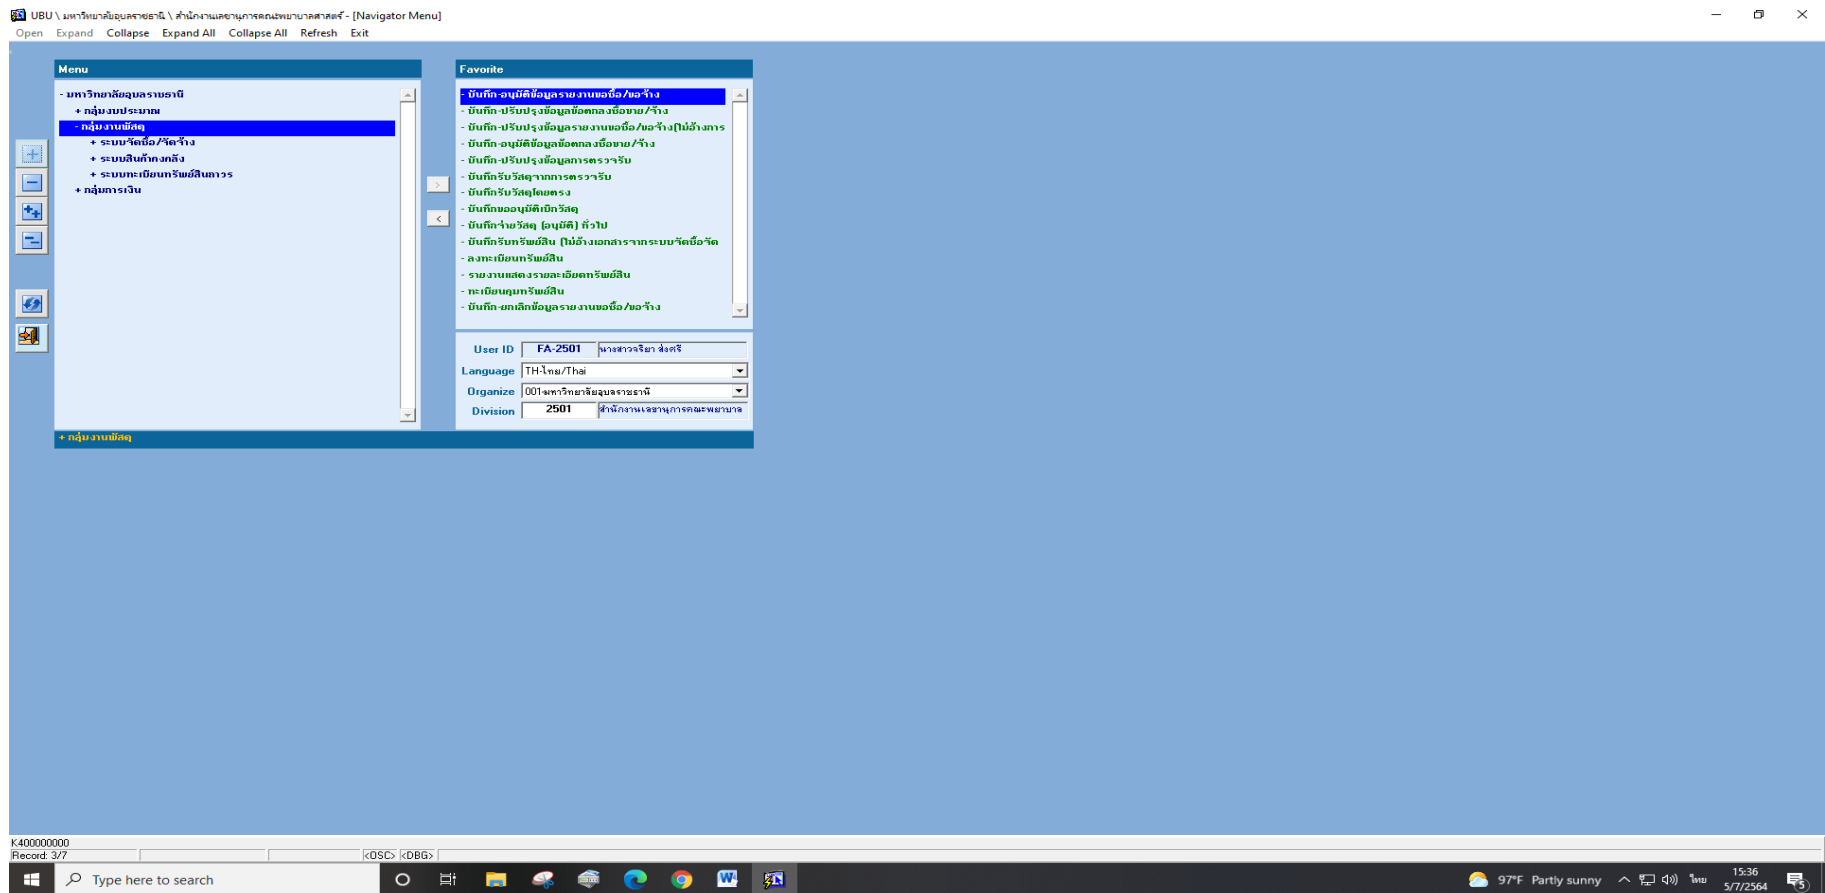 UBU \ มหาวิทยาลัยอุบลราชธานี \ สำนักงานเลขานุการคณะพยาบาลศาสตร์ - [Navigator Menu]
Open Expand Collapse Expand All Collapse All Refresh Exit
Menu
- มหาวิทยาลัยอุบลราชธานี
+ กลุ่มงบประมาณ
- กลุ่มงานพัสดุ
+ ระบบจัดซื้อ/จัดจ้าง
+ ระบบสินค้าคงคลัง
+ ระบบทะเบียนทรัพย์สินถาวร
+ กลุ่มการเงิน
+ กลุ่มงานพัสดุ
>
<
Favorite
- บันทึก-อนุมัติข้อมูลรายงานขอซื้อ/ขอจ้าง
- บันทึก-ปรับปรุงข้อมูลข้อตกลงซื้อขาย/จ้าง
- บันทึก-ปรับปรุงข้อมูลรายงานขอซื้อ/ขอจ้าง(ไม่อ้างการ
- บันทึก-อนุมัติข้อมูลข้อตกลงซื้อขาย/จ้าง
- บันทึก-ปรับปรุงข้อมูลการตรวจรับ
- บันทึกรับวัสดุจากการตรวจรับ
- บันทึกรับวัสดุโดยตรง
- บันทึกขออนุมัติเบิกวัสดุ
- บันทึกจ่ายวัสดุ (อนุมัติ) ทั่วไป
- บันทึกรับทรัพย์สิน (ไม่อ้างเอกสารจากระบบจัดซื้อจัด
- ลงทะเบียนทรัพย์สิน
- รายงานแสดงรายละเอียดทรัพย์สิน
- ทะเบียนคุมทรัพย์สิน
- บันทึก-ยกเลิกข้อมูลรายงานขอซื้อ/ขอจ้าง
User ID FA-2501 นางสาวจริยา ส่งศรี
Language TH-ไทย/Thai
Organize 001-มหาวิทยาลัยอุบลราชธานี
Division 2501 สำนักงานเลขานุการคณะพยาบาล
K400000000
Record: 3/7 <OSC> <DBG>
Type here to search
97°F Partly sunny ไทย 15:36
5/7/2564
5